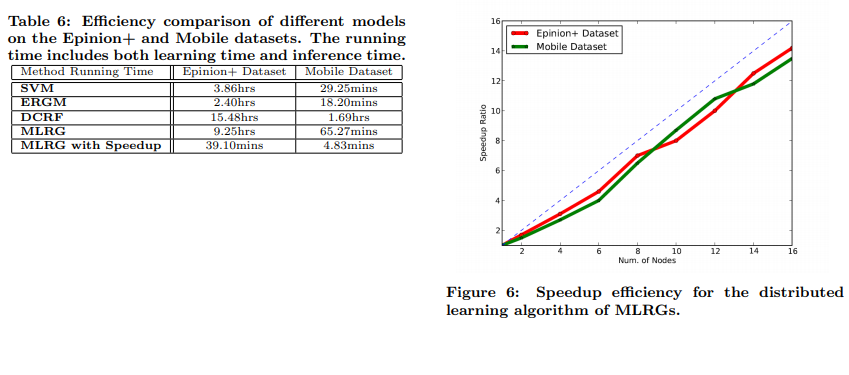 Table 6: Efficiency comparison of different models
on the Epinion+ and Mobile datasets. The running
time includes both learning time and inference time.
Method Running Time Epinion+ Dataset Mobile Dataset
SVM 3.86hrs 29.25mins
ERGM 2.40hrs 18.20mins
DCRF 15.48hrs 1.69hrs
MLRG 9.25hrs 65.27mins
MLRG with Speedup 39.10mins 4.83mins
16
14
12
10
8
6
4
2
Speedup Ratio
Epinion+ Dataset
Mobile Dataset
2 4 6 8 10 12 14 16
Num. of Nodes
Figure 6: Speedup efficiency for the distributed
learning algorithm of MLRGs.